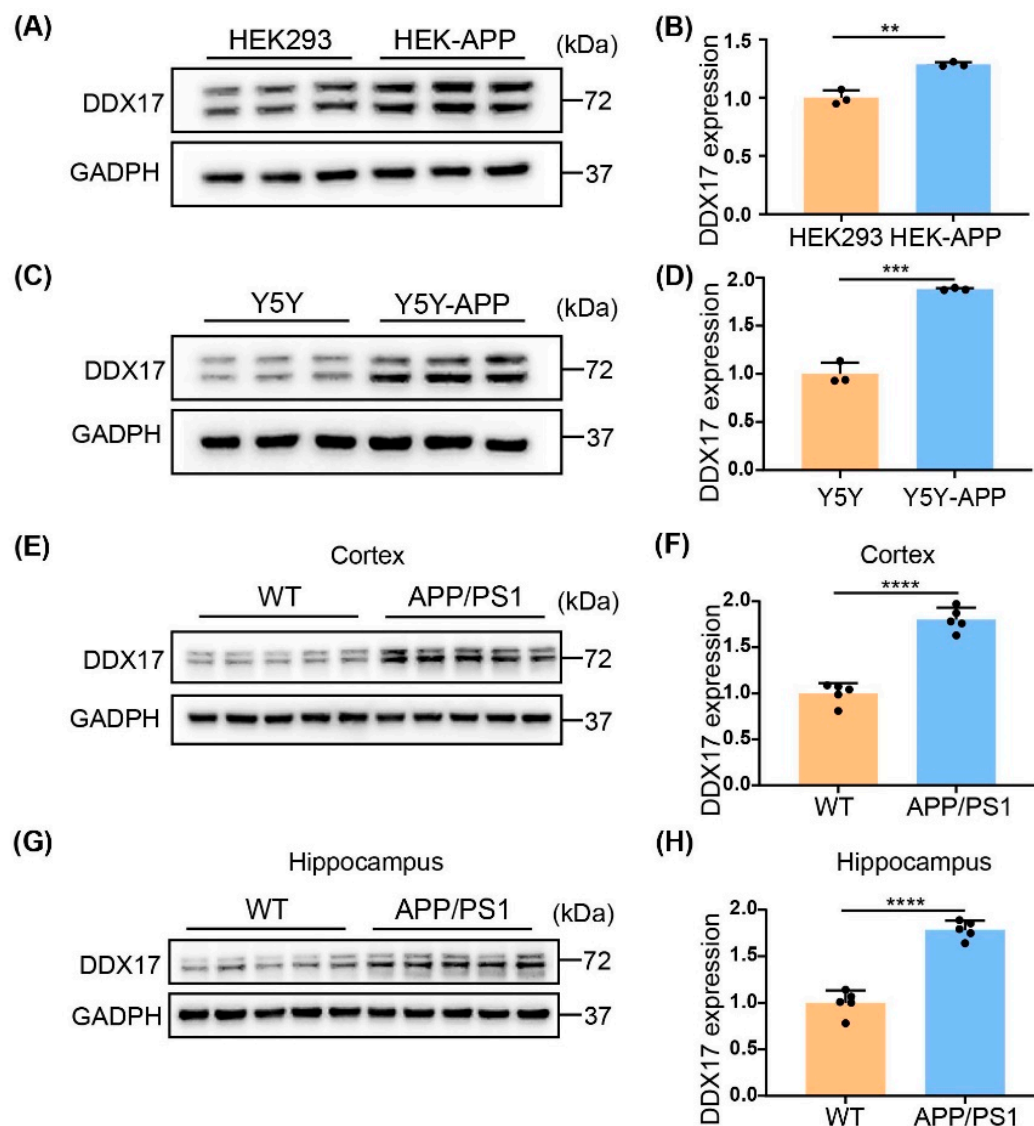 (A)
HEK293 HEK-APP (kDa)
DDX17
72
GADPH
37
(B)
**
DDX17 expression
1.5
1.0
0.5
1.0
HEK293 HEK-APP
(C)
Y5Y Y5Y-APP (kDa)
DDX17
72
GADPH
37
(D)
***
DDX17 expression
2.0
1.5
1.0
0.5
1.0
Y5Y Y5Y-APP
(E)
Cortex
WT APP/PS1 (kDa)
DDX17
72
GADPH
37
(F)
Cortex
****
DDX17 expression
2.0
1.5
1.0
0.5
1.0
WT APP/PS1
(G)
Hippocampus
WT APP/PS1 (kDa)
DDX17
72
GADPH
37
(H)
Hippocampus
****
DDX17 expression
2.0
1.5
1.0
0.5
1.0
WT APP/PS1